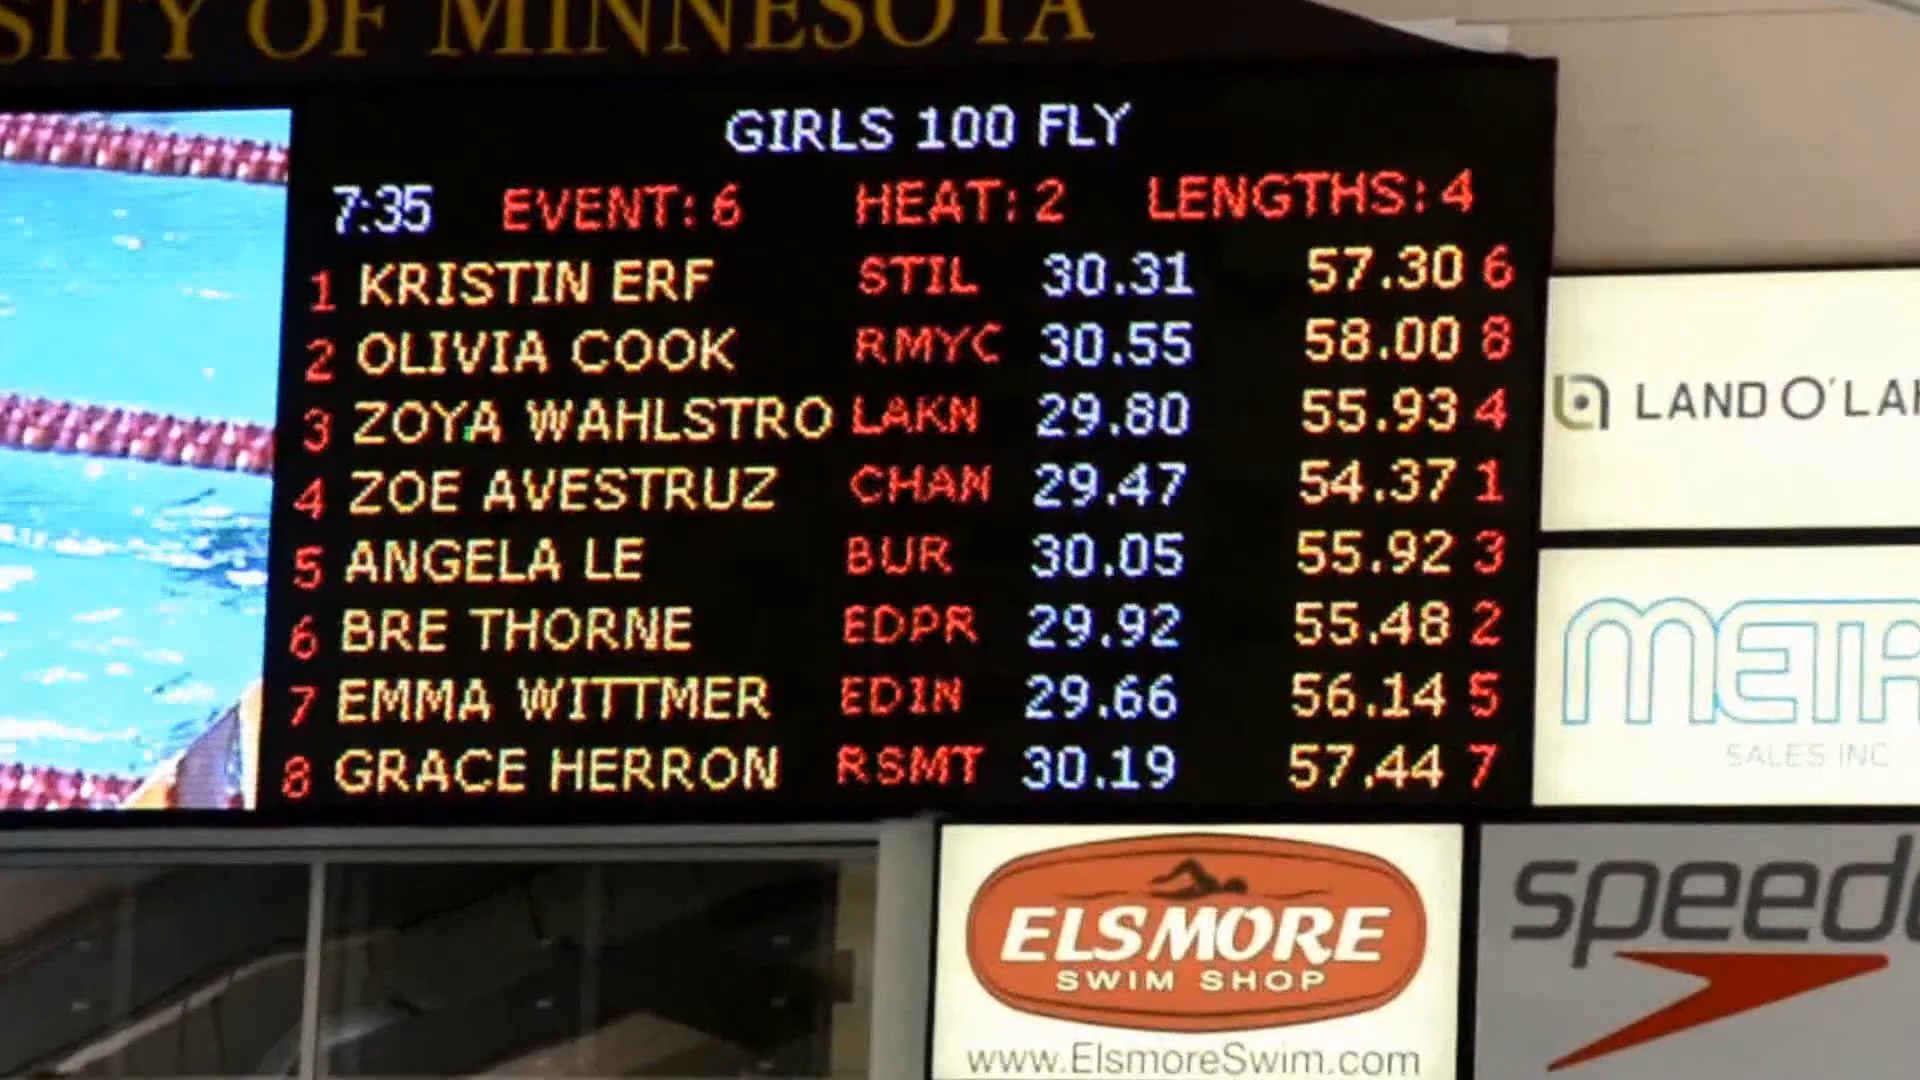 SITY OF MINNESOTA
GIRLS 100 FLY
7:35 EVENT: 6 HEAT: 2 LENGTHS: 4
1 KRISTIN ERF STIL 30.31 57.30 6
2 OLIVIA COOK RMYC 30.55 58.00 8
3 ZOYA WAHLSTRO LAKN 29.80 55.93 4
4 ZOE AVESTRUZ CHAN 29.47 54.37 1
5 ANGELA LE BUR 30.05 55.92 3
6 BRE THORNE EDPR 29.92 55.48 2
7 EMMA WITTMER EDIN 29.66 56.14 5
8 GRACE HERRON RSMT 30.19 57.44 7
LAND O'LA
META
SALES INC
ELSMORE
SWIM SHOP
www.ElsmoreSwim.com
speedo